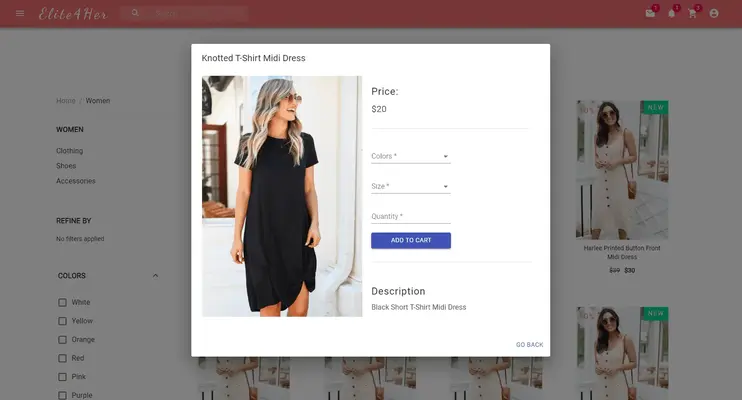 Elite4Her
Knotted T-Shirt Midi Dress
Price:
$20
Colors *
Size *
Quantity *
ADD TO CART
Description
Black Short T-Shirt Midi Dress
GO BACK
Home / Women
WOMEN
Clothing
Shoes
Accessories
REFINE BY
No filters applied
COLORS
White
Yellow
Orange
Red
Pink
Purple
NEW
Harlee Printed Button Front
Midi Dress
$39 $30
NEW